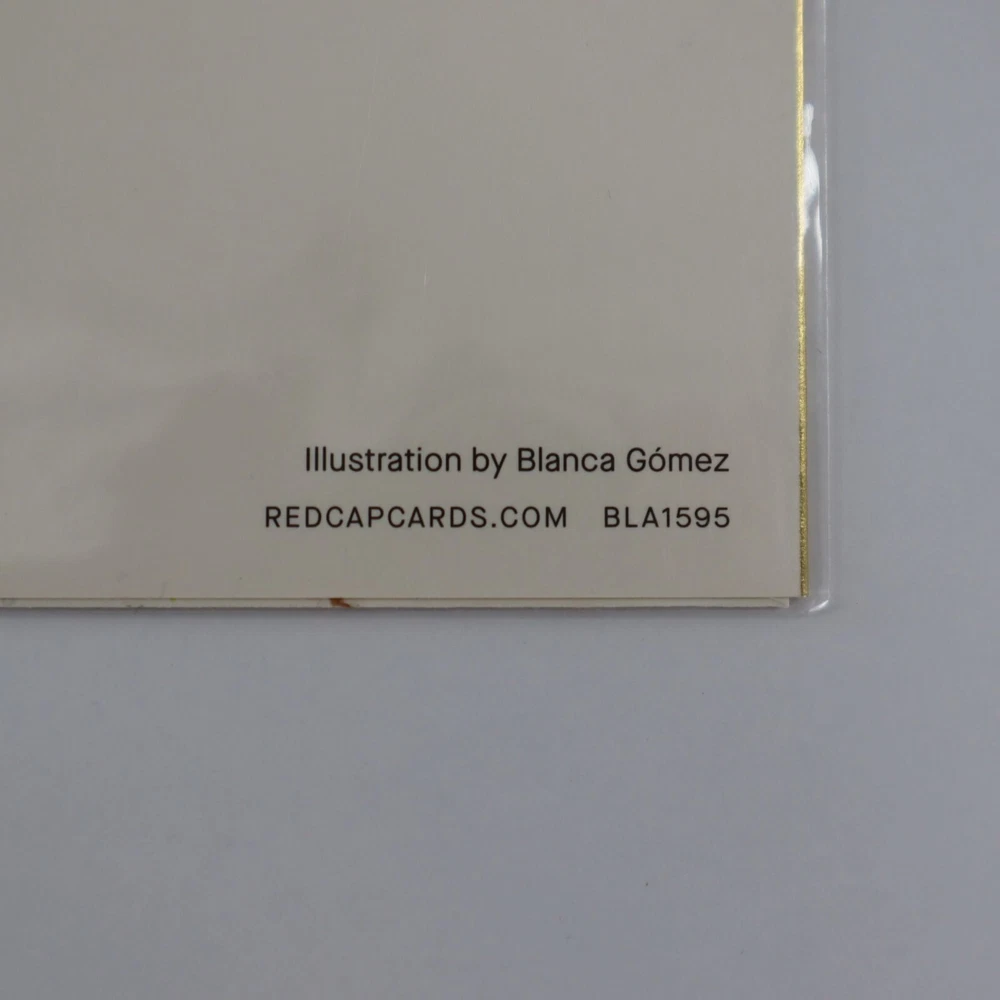 Illustration by Blanca Gómez
REDCAPCARDS.COM BLA1595